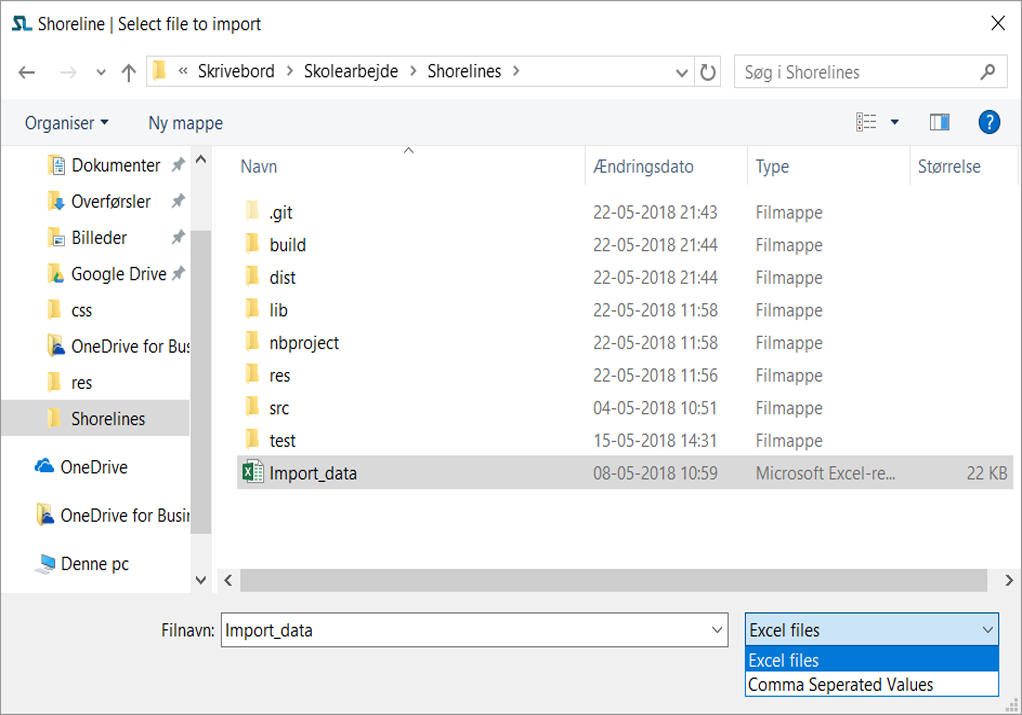 SL Shoreline | Select file to import
« Skrivebord > Skolearbejde > Shorelines > Søg i Shorelines
Organiser Ny mappe ?
Navn Ændringsdato Type Størrelse
Dokumenter
Overførsler
Billeder
Google Drive
css
OneDrive for Bus
res
Shorelines
OneDrive
OneDrive for Busin
Denne pc
.git 22-05-2018 21:43 Filmappe
build 22-05-2018 21:44 Filmappe
dist 22-05-2018 21:44 Filmappe
lib 22-05-2018 11:58 Filmappe
nbproject 22-05-2018 11:58 Filmappe
res 22-05-2018 11:56 Filmappe
src 04-05-2018 10:51 Filmappe
test 15-05-2018 14:31 Filmappe
Import_data 08-05-2018 10:59 Microsoft Excel-re... 22 KB
Filnavn: Import_data Excel files
Excel files
Comma Seperated Values